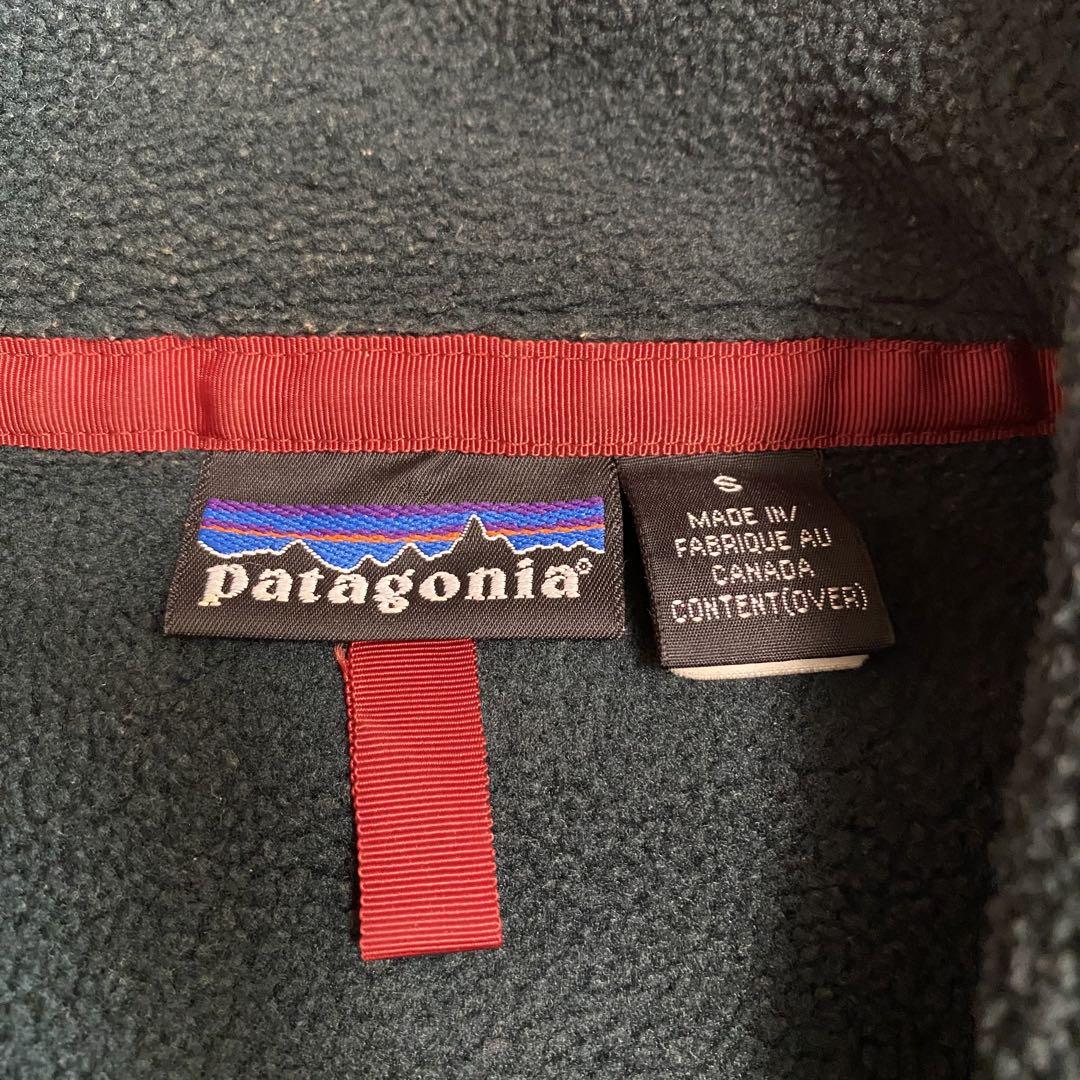 patagonia®
S
MADE IN/
FABRIQUE AU
CANADA
CONTENT(OVER)